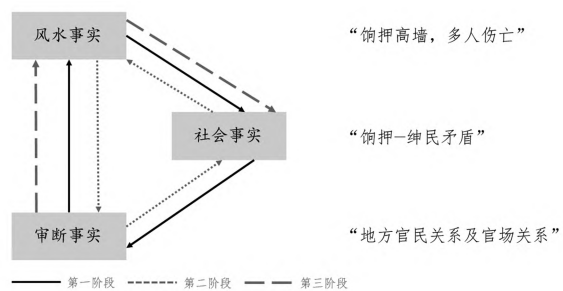 风水事实
“饷押高墙，多人伤亡”
社会事实
“饷押—绅民矛盾”
审断事实
“地方官民关系及官场关系”
第一阶段 第二阶段 第三阶段